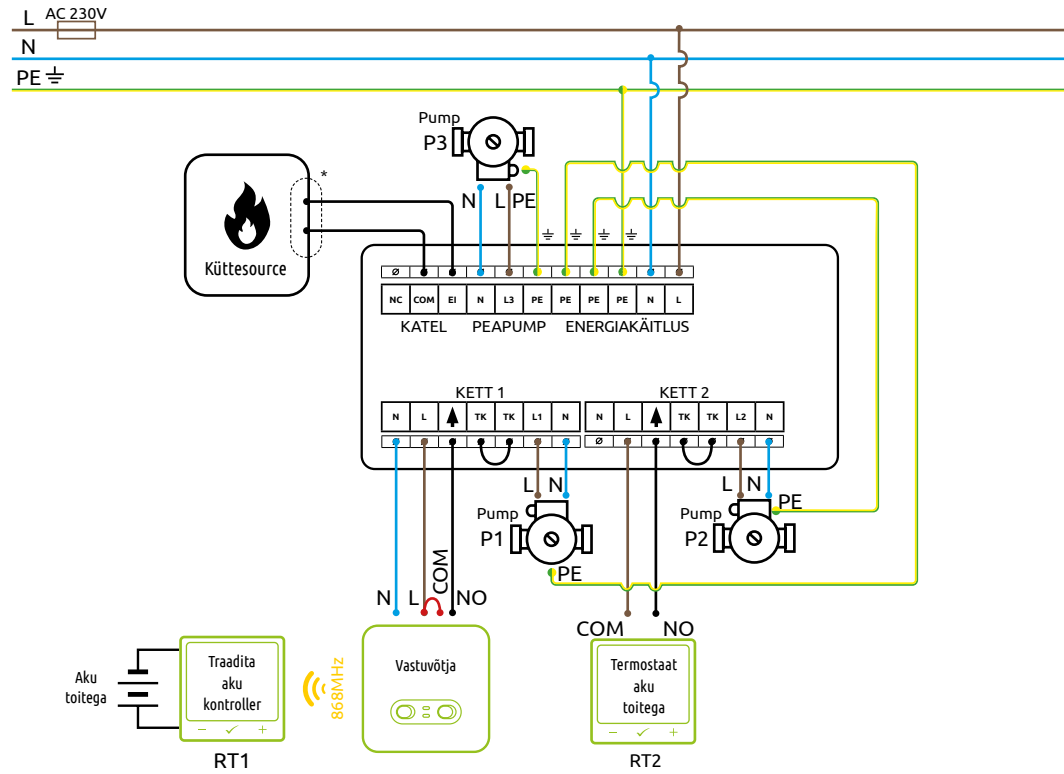 L AC 230V
N
PE
Pump
P3
*
N L PE
Küttesource
NC COM EI N L3 PE PE PE PE N L
KATEL PEAPUMP ENERGIAKÄITLUS
KETT 1 KETT 2
N L TK TK L1 N N L TK TK L2 N
L N L N
PE
Pump
P1
Pump
P2
PE
COM
N L NO
COM NO
Aku
toitega
Traadita
aku
kontroller
868MHz
Vastuvõtja
Termostaat
aku
toitega
RT1
RT2